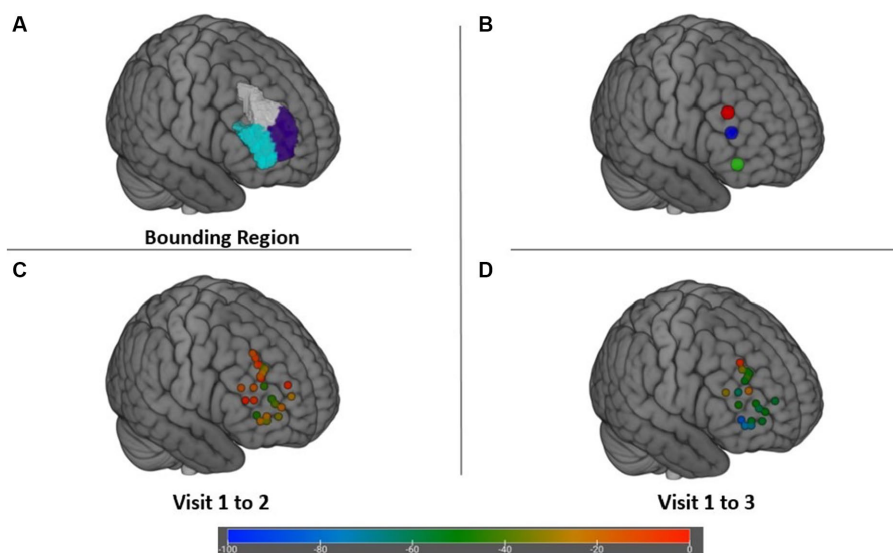 A
B
Bounding Region
C
D
Visit 1 to 2
Visit 1 to 3
-100 -80 -60 -40 -20 0